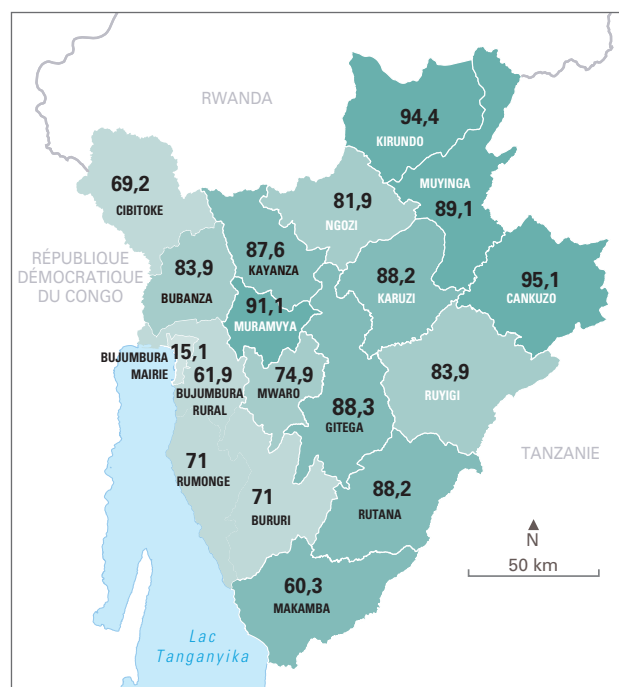 RWANDA
94,4
KIRUNDO
MUYINGA
89,1
69,2
CIBITOKE
81,9
NGOZI
87,6
KAYANZA
88,2
KARUZI
95,1
CANKUZO
RÉPUBLIQUE
DÉMOCRATIQUE
DU CONGO
83,9
BUBANZA
91,1
MURAMVYA
BUJUMBURA
MAIRIE
15,1
61,9
BUJUMBURA
RURAL
74,9
MWARO
88,3
GITEGA
83,9
RUYIGI
TANZANIE
71
RUMONGE
71
BURURI
88,2
RUTANA
60,3
MAKAMBA
N
50 km
Lac
Tanganyika